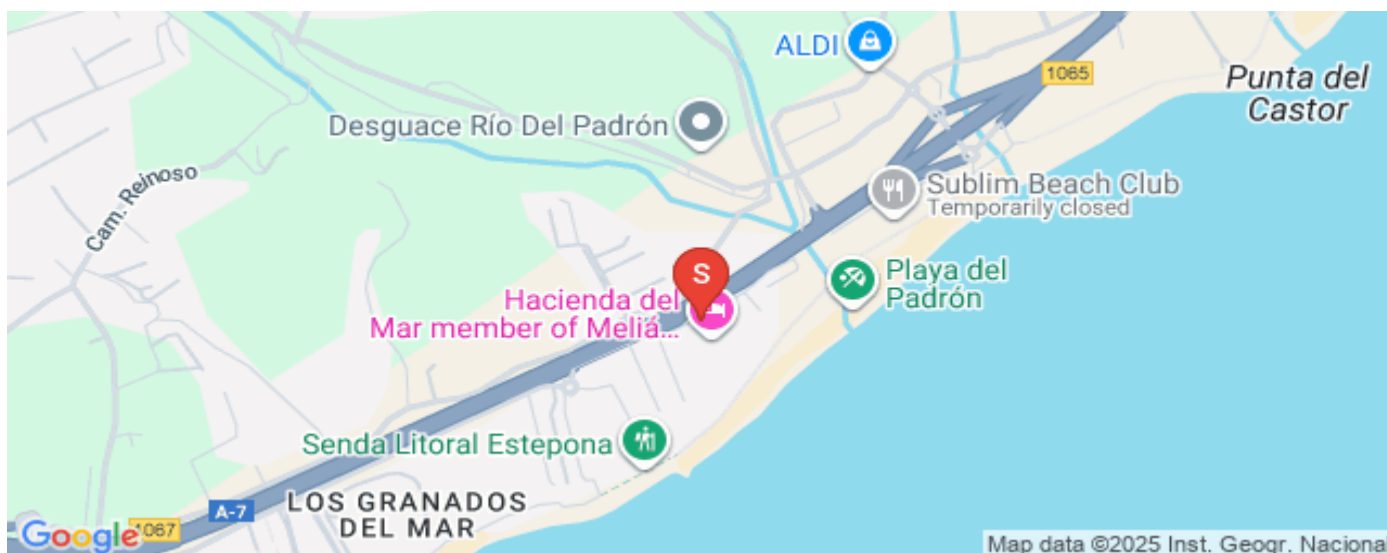 ALDI
1065
Punta del
Castor
Desguace Río Del Padrón
Cam. Reinoso
Sublim Beach Club
Temporarily closed
S
Playa del
Padrón
Hacienda del
Mar member of Meliá...
Senda Litoral Estepona
LOS GRANADOS
DEL MAR
A-7
1067
Google
Map data ©2025 Inst. Geogr. Nacional